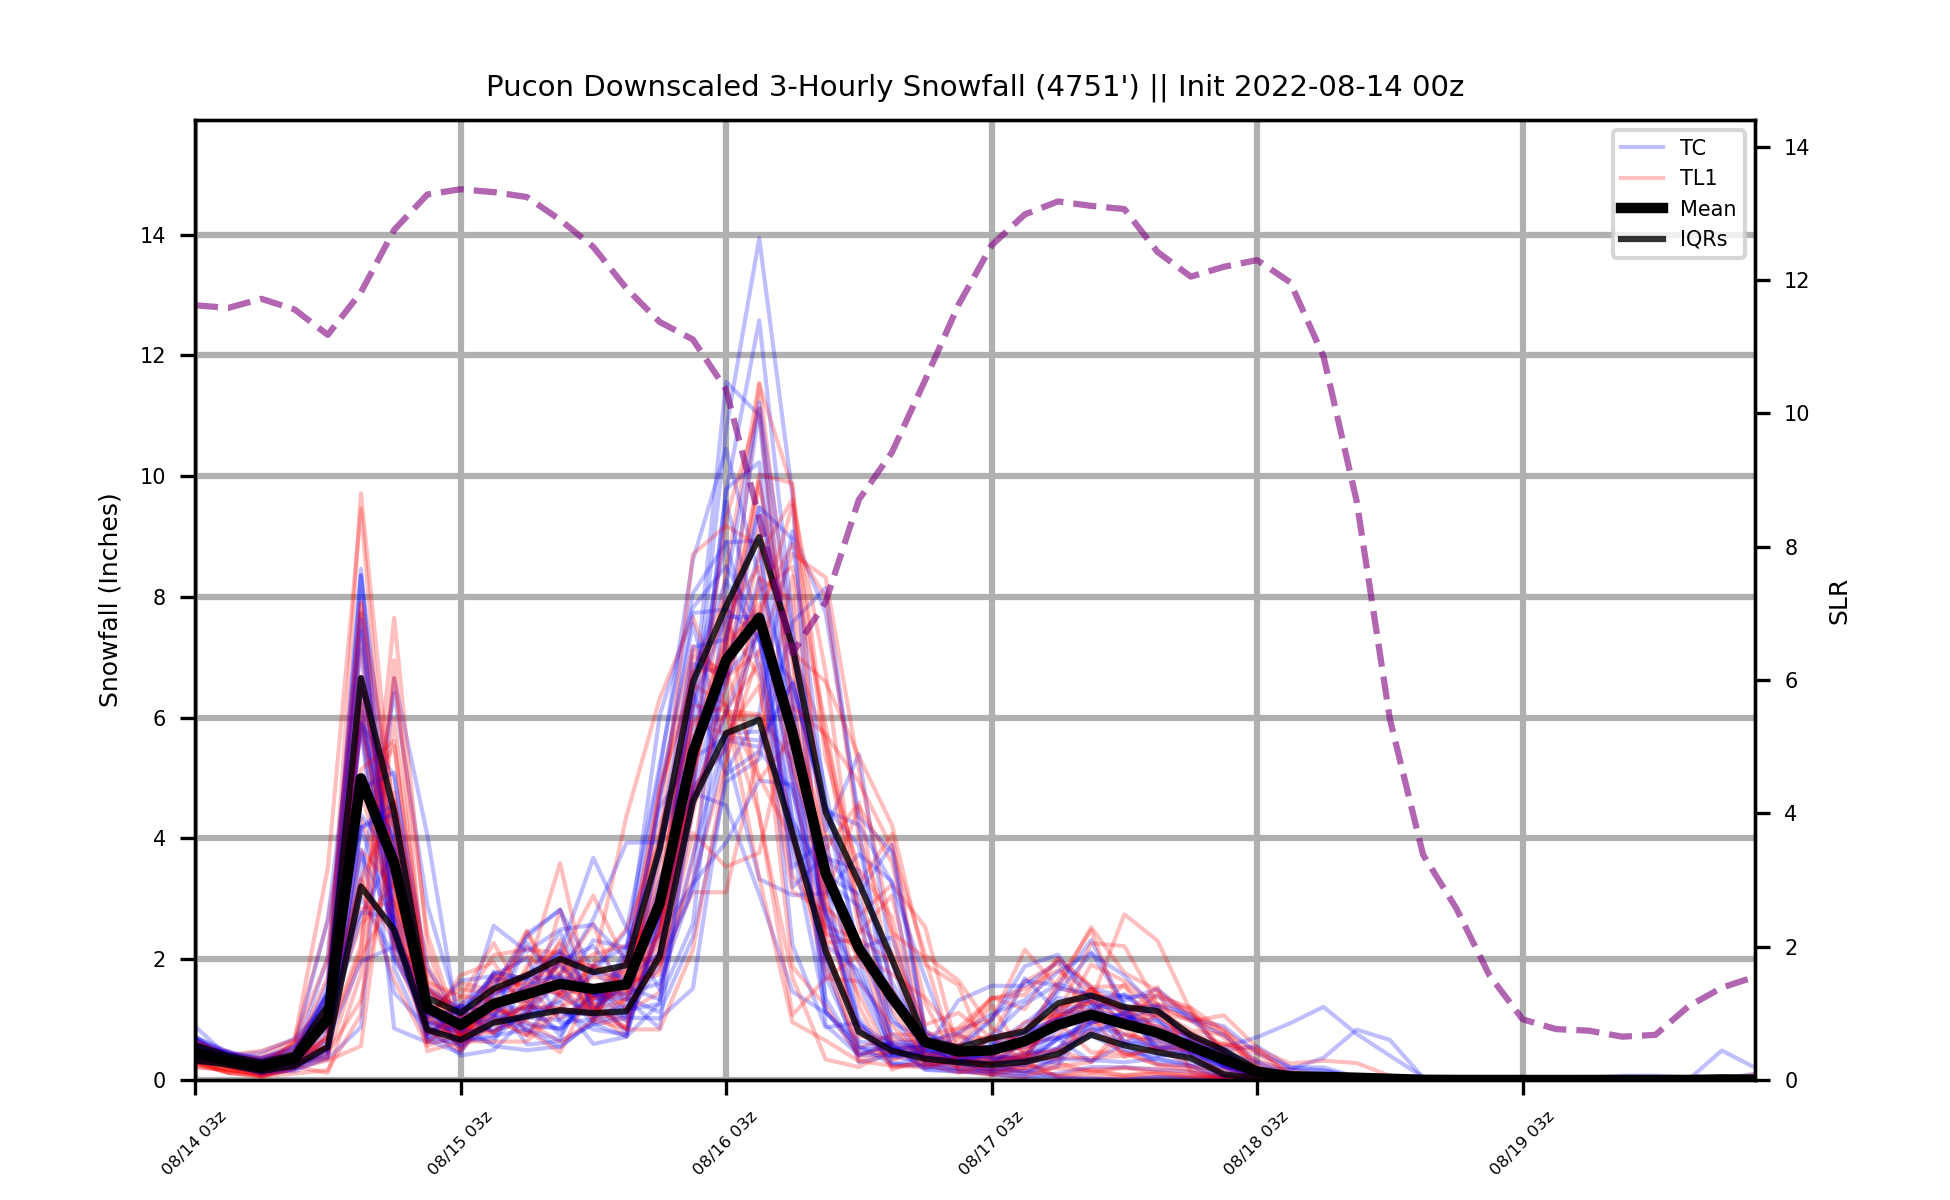 Pucon Downscaled 3-Hourly Snowfall (4751') || Init 2022-08-14 00z
TC
TL1
Mean
IQRs
Snowfall (Inches)
14
12
10
8
6
4
2
0
14
12
10
8
6
4
2
0
SLR
08/14 03z
08/15 03z
08/16 03z
08/17 03z
08/18 03z
08/19 03z